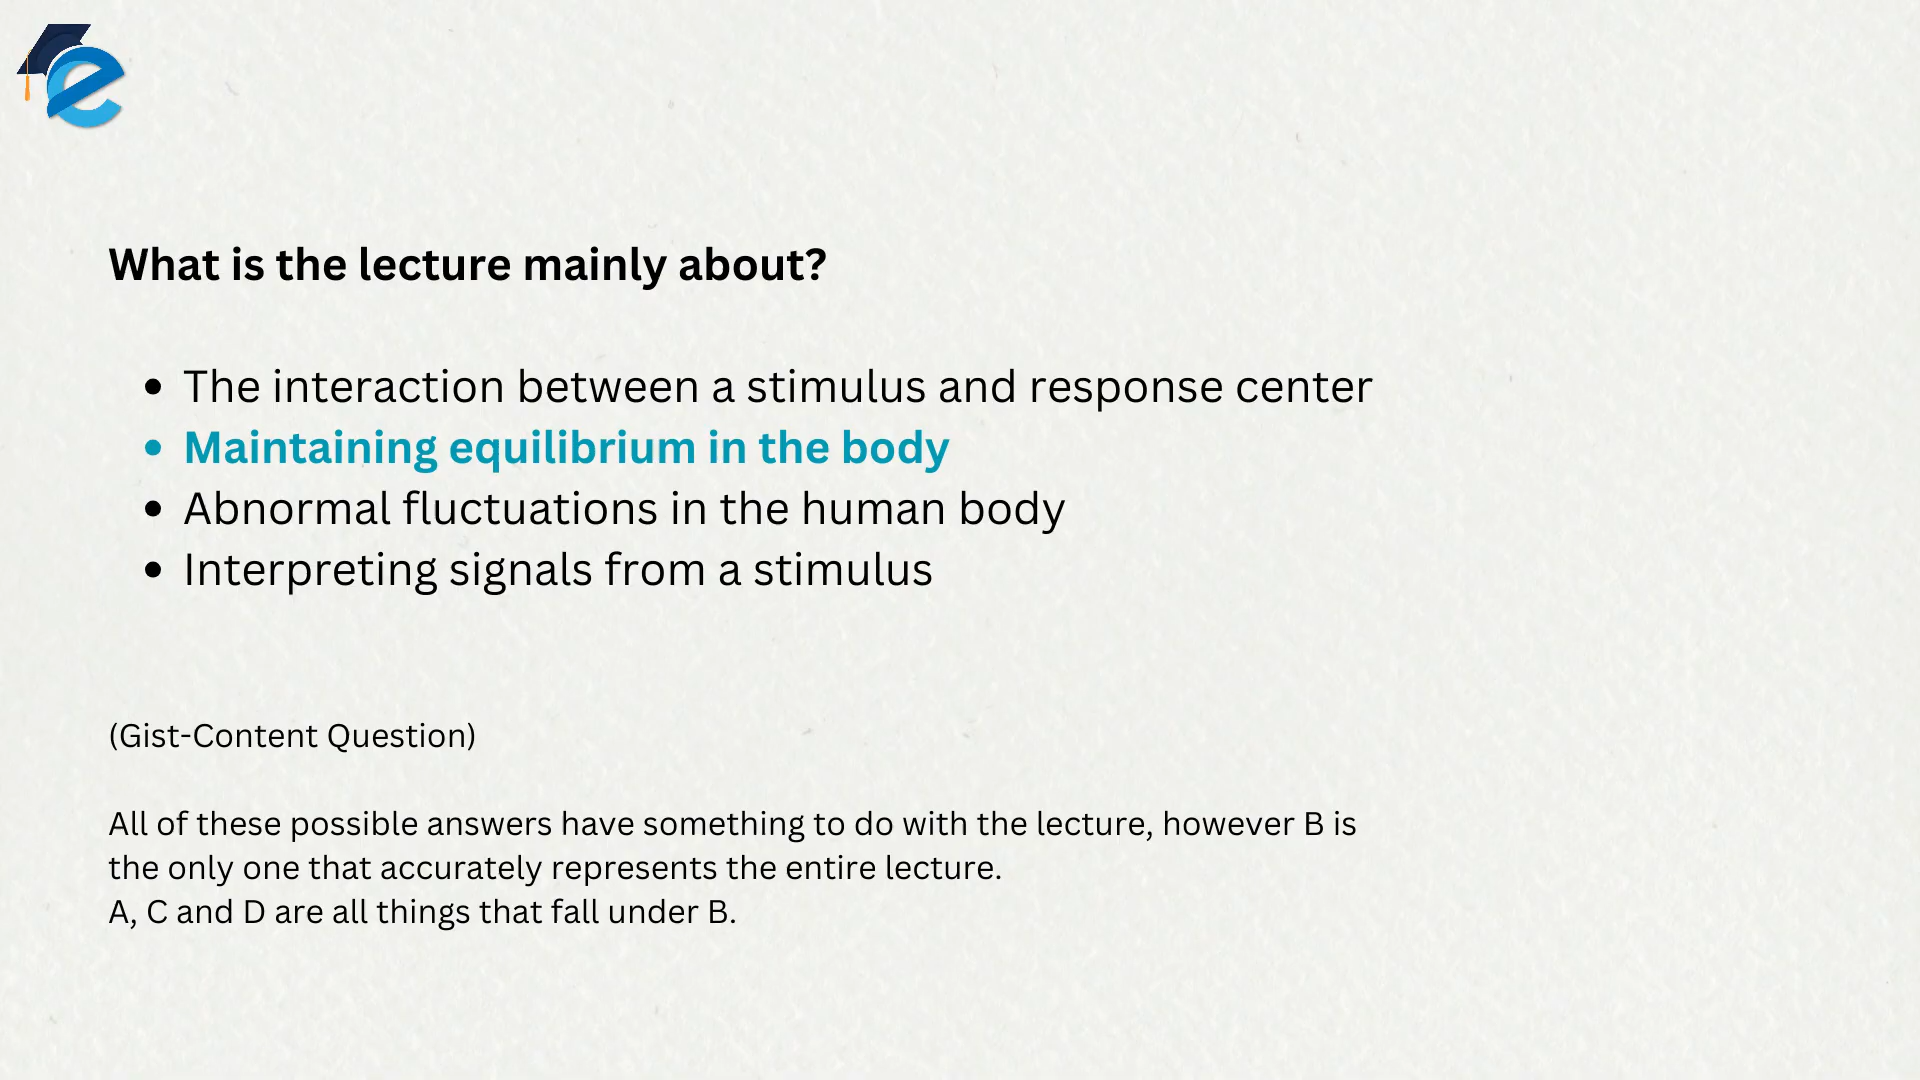 What is the lecture mainly about?
• The interaction between a stimulus and response center
• Maintaining equilibrium in the body
• Abnormal fluctuations in the human body
• Interpreting signals from a stimulus
(Gist-Content Question)
All of these possible answers have something to do with the lecture, however B is
the only one that accurately represents the entire lecture.
A, C and D are all things that fall under B.